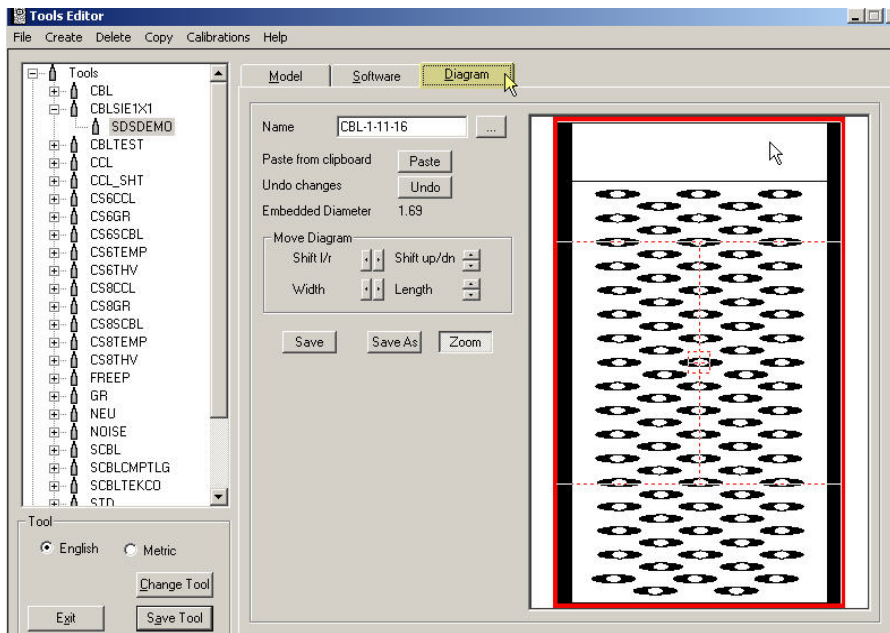 Tools Editor
File Create Delete Copy Calibrations Help
Tools
CBL
CBLSIE1X1
SDSDEMO
CBLTEST
CCL
CCL_SHT
CS6CCL
CS6GR
CS6SCBL
CS6TEMP
CS6THV
CS8CCL
CS8GR
CS8SCBL
CS8TEMP
CS8THV
FREEP
GR
NEU
NOISE
SCBL
SCBLCMPTLG
SCBLTEKCO
STD
Tool
English Metric
Change Tool
Exit Save Tool
Model Software Diagram
Name CBL-1-11-16 ...
Paste from clipboard Paste
Undo changes Undo
Embedded Diameter 1.69
Move Diagram
Shift l/r Shift up/dn
Width Length
Save Save As Zoom